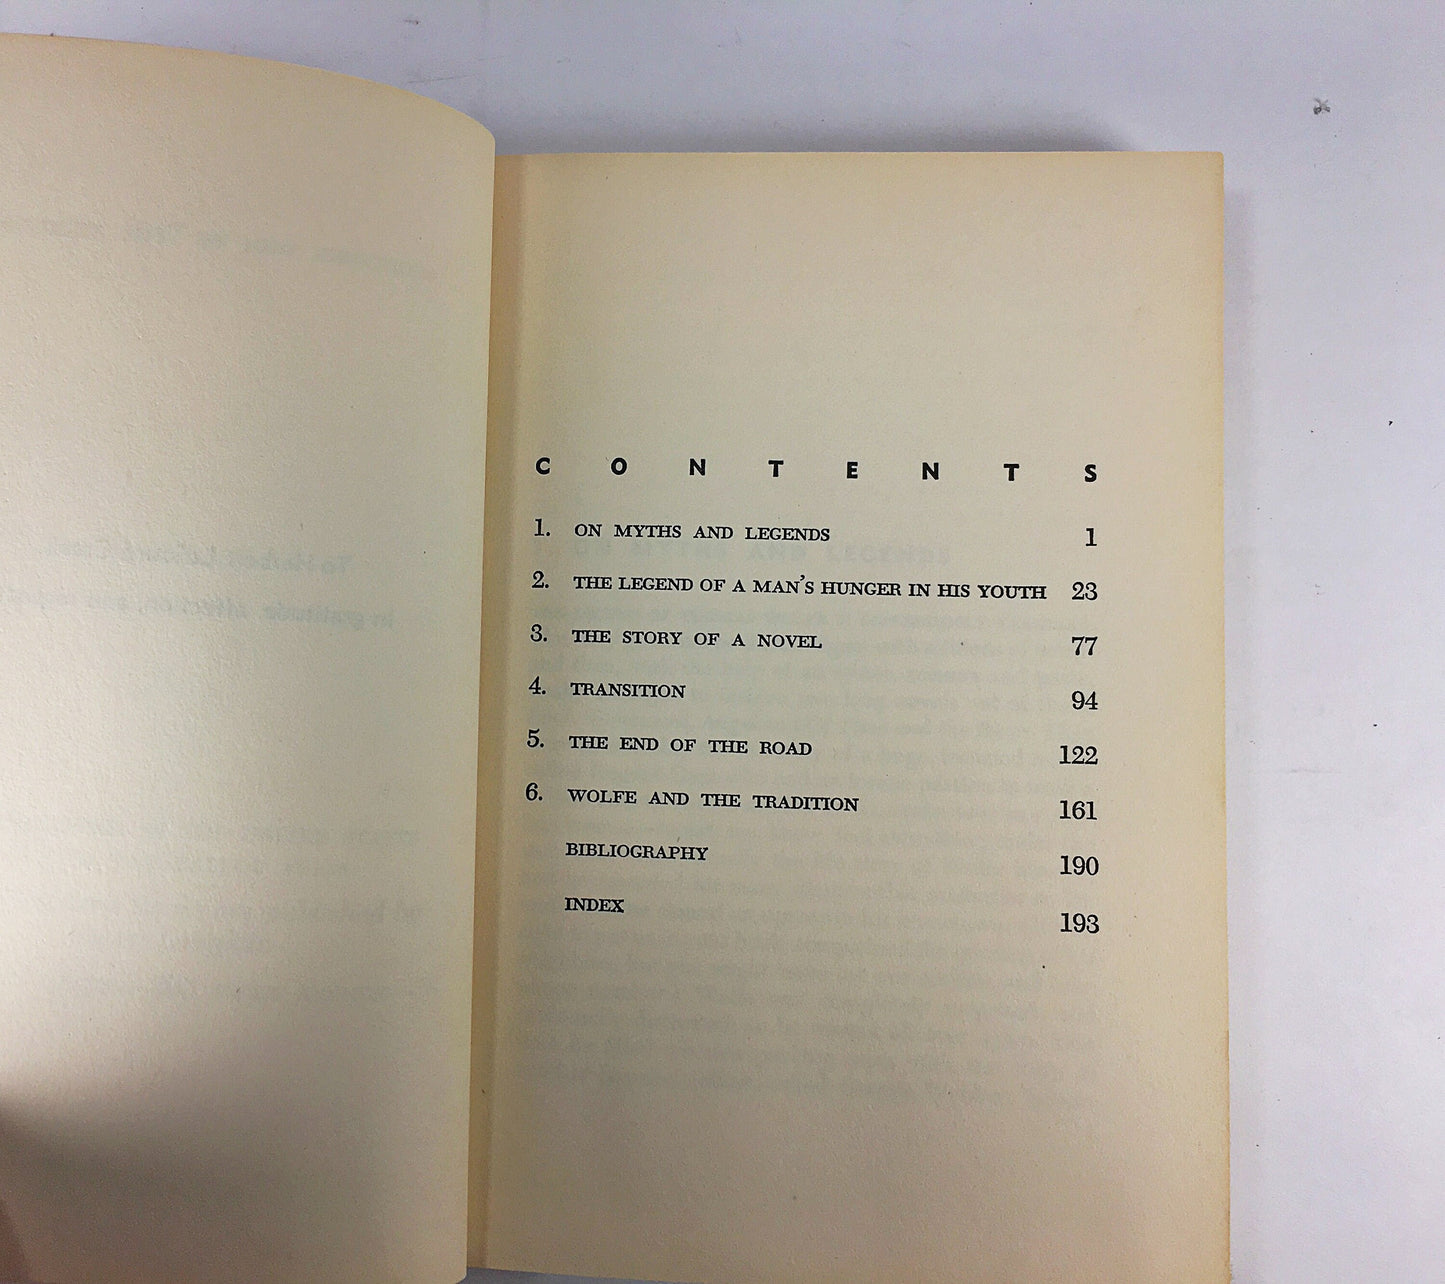 CONTENTS
1. ON MYTHS AND LEGENDS 1
2. THE LEGEND OF A MAN'S HUNGER IN HIS YOUTH 23
3. THE STORY OF A NOVEL 77
4. TRANSITION 94
5. THE END OF THE ROAD 122
6. WOLFE AND THE TRADITION 161
BIBLIOGRAPHY 190
INDEX 193